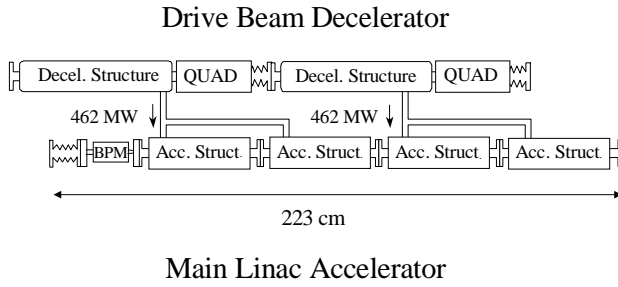 Drive Beam Decelerator
Decel. Structure QUAD Decel. Structure QUAD
462 MW 462 MW
BPM Acc. Struct. Acc. Struct. Acc. Struct. Acc. Struct.
223 cm
Main Linac Accelerator